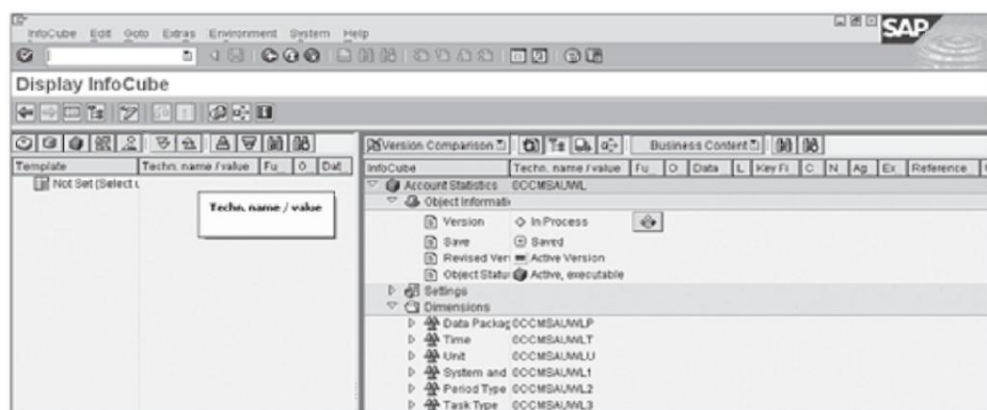 InfoCube Edit Goto Extras Environment System Help
SAP
Display InfoCube
Version Comparison Business Content
Template Techn. name / value Fu O Dat
InfoCube Techn. name / value Fu O Data L Key Fi C N Ag Ex Reference
Not Set (Select
Techn. name / value
Account Statistics 0CCMSAUWL
Object Informati
Version In Process
Save Saved
Revised Ver Active Version
Object Statu Active, executable
Settings
Dimensions
Data Packag 0CCMSAUWLP
Time 0CCMSAUWLT
Unit 0CCMSAUWLU
System and 0CCMSAUWL1
Period Type 0CCMSAUWL2
Task Type 0CCMSAUWL3